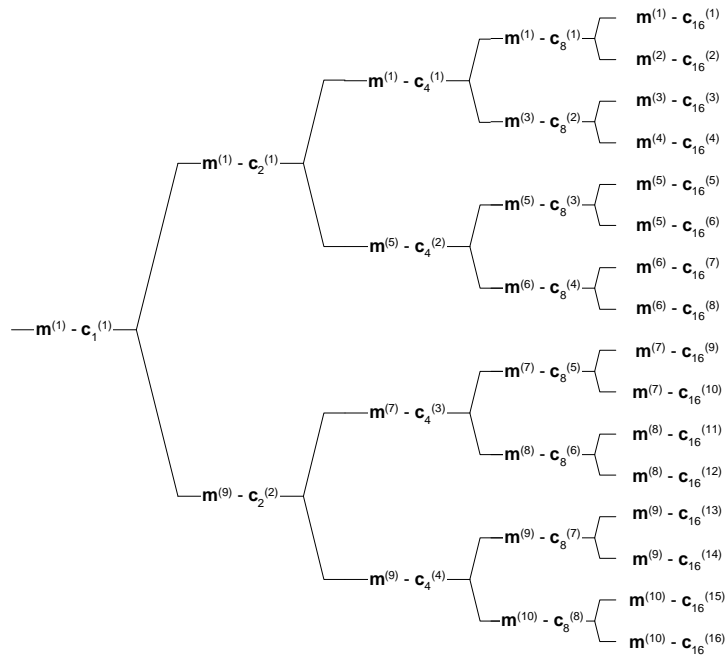 m⁽¹⁾ - c₁₆⁽¹⁾
m⁽¹⁾ - c₈⁽¹⁾
m⁽²⁾ - c₁₆⁽²⁾
m⁽¹⁾ - c₄⁽¹⁾
m⁽³⁾ - c₁₆⁽³⁾
m⁽³⁾ - c₈⁽²⁾
m⁽⁴⁾ - c₁₆⁽⁴⁾
m⁽¹⁾ - c₂⁽¹⁾
m⁽⁵⁾ - c₁₆⁽⁵⁾
m⁽⁵⁾ - c₈⁽³⁾
m⁽⁵⁾ - c₁₆⁽⁶⁾
m⁽⁵⁾ - c₄⁽²⁾
m⁽⁶⁾ - c₁₆⁽⁷⁾
m⁽⁶⁾ - c₈⁽⁴⁾
m⁽⁶⁾ - c₁₆⁽⁸⁾
m⁽¹⁾ - c₁⁽¹⁾
m⁽⁷⁾ - c₁₆⁽⁹⁾
m⁽⁷⁾ - c₈⁽⁵⁾
m⁽⁷⁾ - c₁₆⁽¹⁰⁾
m⁽⁷⁾ - c₄⁽³⁾
m⁽⁸⁾ - c₁₆⁽¹¹⁾
m⁽⁸⁾ - c₈⁽⁶⁾
m⁽⁸⁾ - c₁₆⁽¹²⁾
m⁽⁹⁾ - c₂⁽²⁾
m⁽⁹⁾ - c₁₆⁽¹³⁾
m⁽⁹⁾ - c₈⁽⁷⁾
m⁽⁹⁾ - c₁₆⁽¹⁴⁾
m⁽⁹⁾ - c₄⁽⁴⁾
m⁽¹⁰⁾ - c₁₆⁽¹⁵⁾
m⁽¹⁰⁾ - c₈⁽⁸⁾
m⁽¹⁰⁾ - c₁₆⁽¹⁶⁾